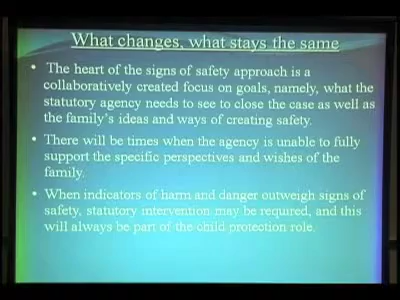 What changes, what stays the same
• The heart of the signs of safety approach is a
collaboratively created focus on goals, namely, what the
statutory agency needs to see to close the case as well as
the family's ideas and ways of creating safety.
• There will be times when the agency is unable to fully
support the specific perspectives and wishes of the
family.
• When indicators of harm and danger outweigh signs of
safety, statutory intervention may be required, and this
will always be part of the child protection role.